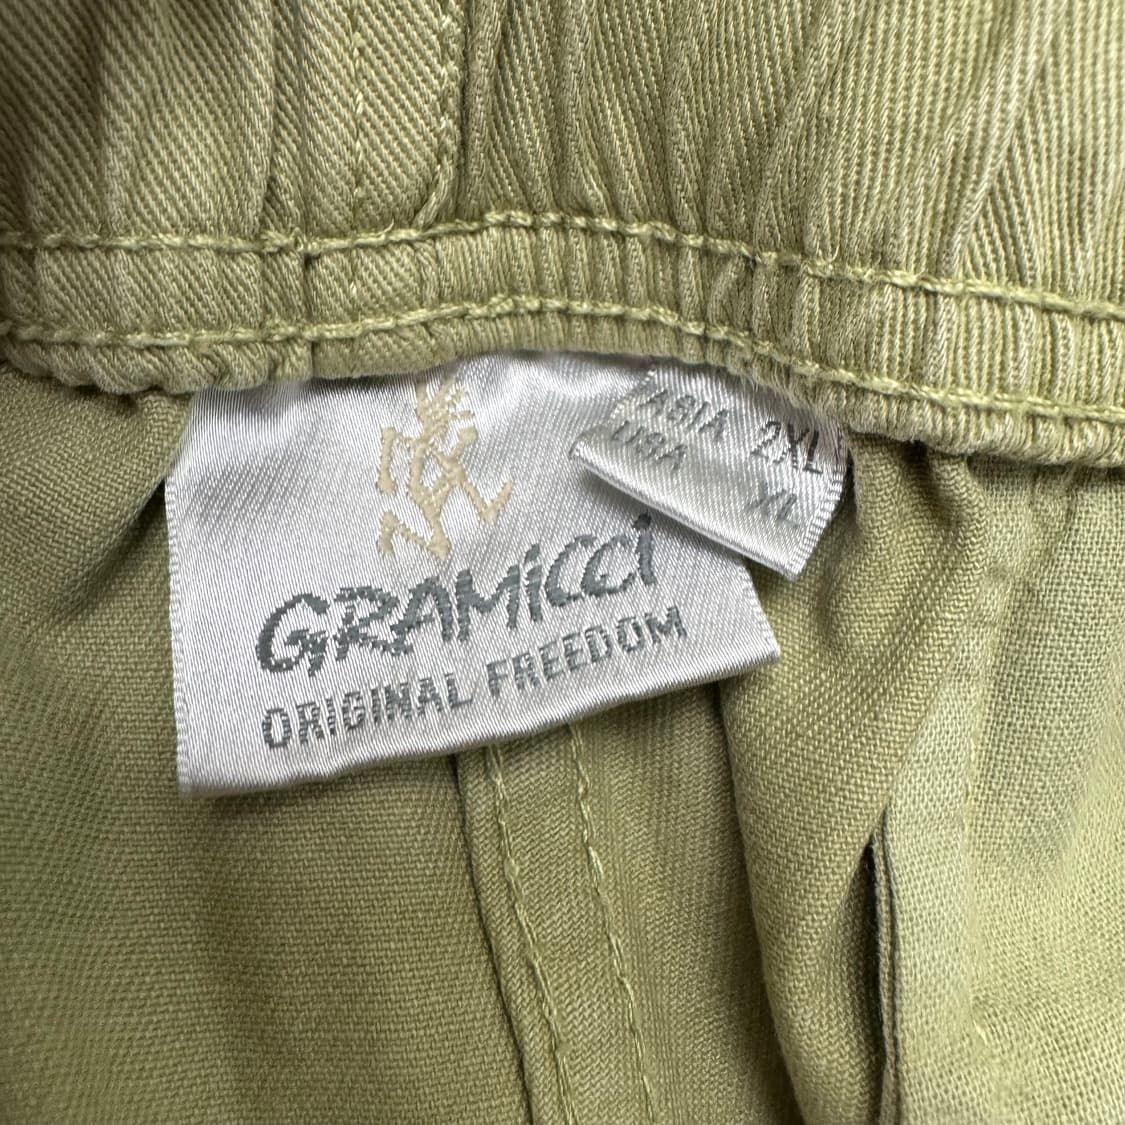 GRAMiCCi
ORIGINAL FREEDOM
ASIA 2XL
USA XL